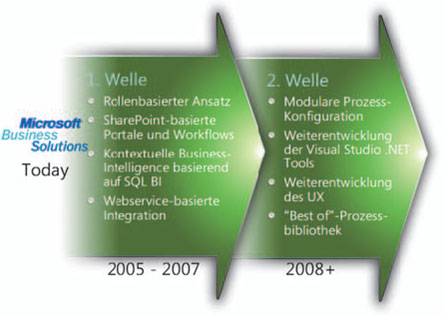 Microsoft
Business
Solutions
Today
1. Welle
Rollenbasierter Ansatz
SharePoint-basierte
Portale und Workflows
Kontextuelle Business-
Intelligence basierend
auf SQL BI
Webservice-basierte
Integration
2005 - 2007
2. Welle
Modulare Prozess-
Konfiguration
Weiterentwicklung
der Visual Studio .NET
Tools
Weiterentwicklung
des UX
"Best of"-Prozess-
bibliothek
2008+